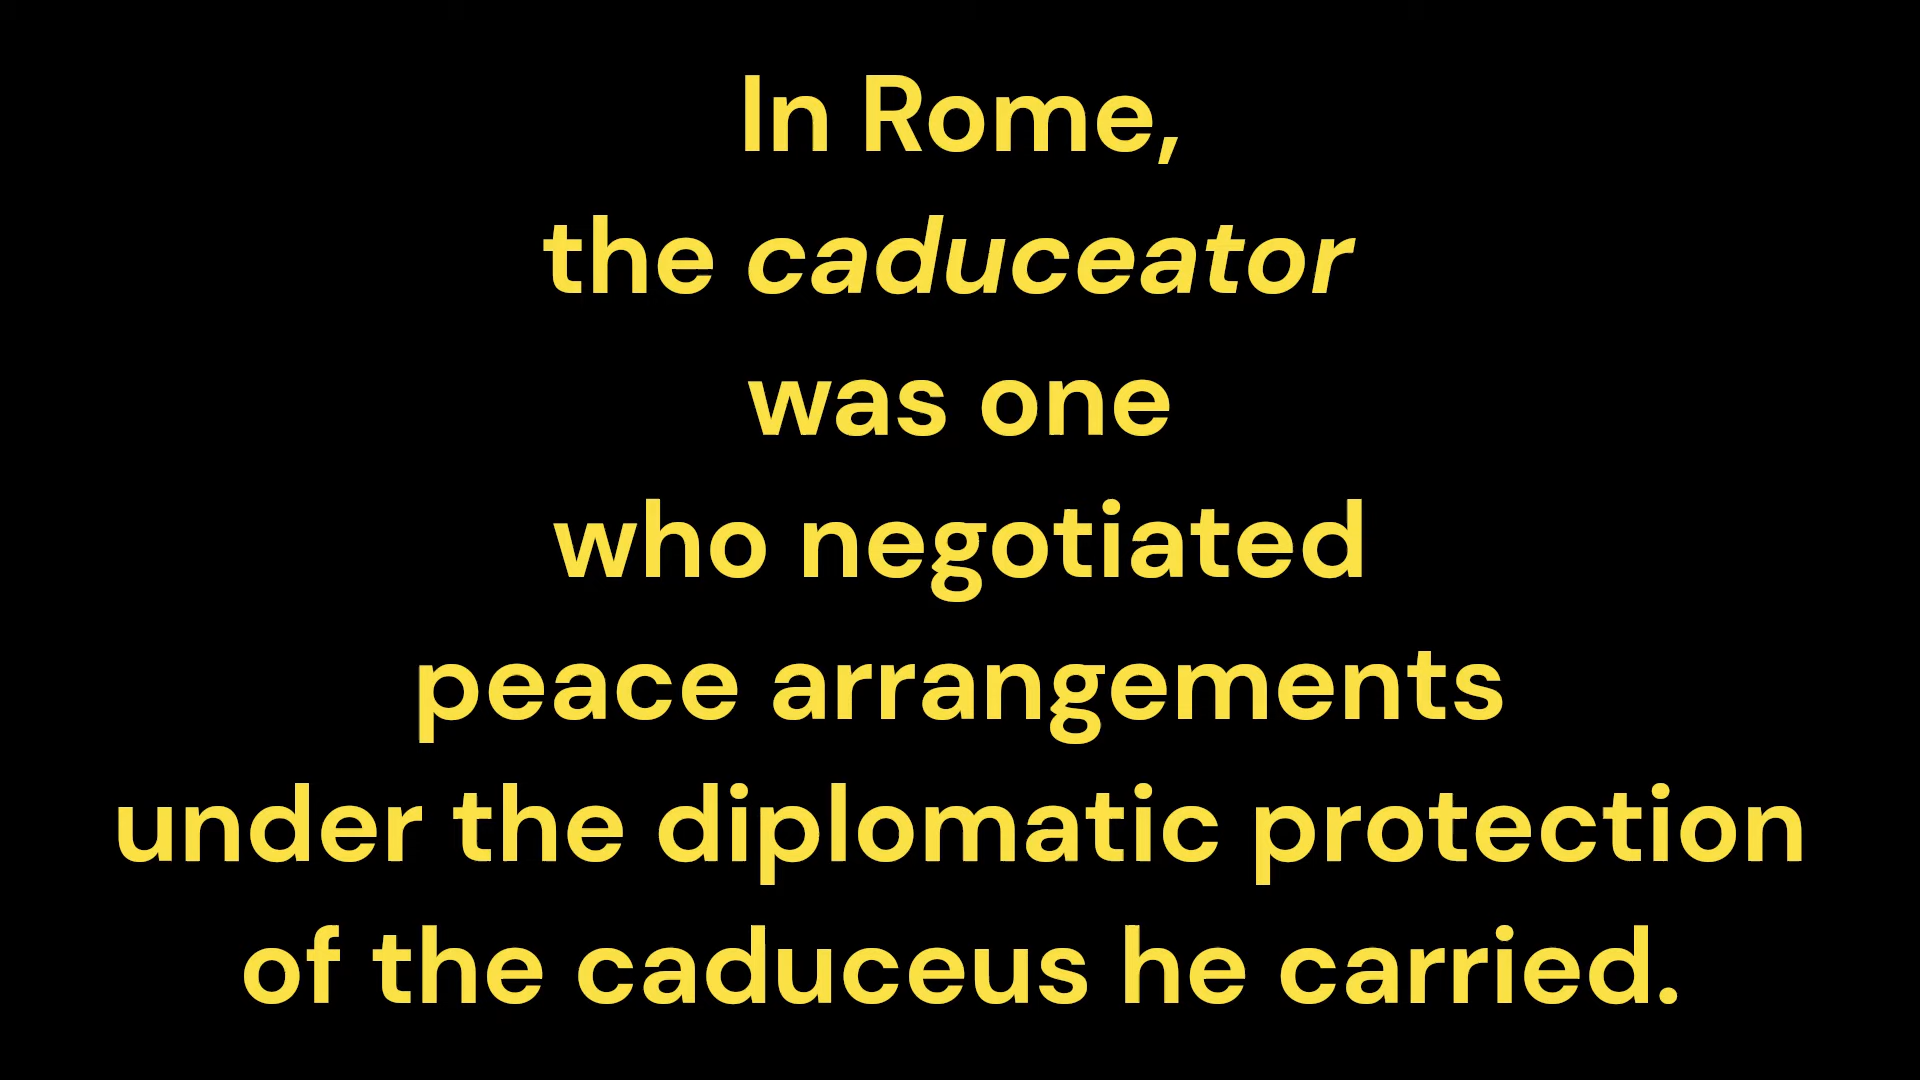 In Rome,
the caduceator
was one
who negotiated
peace arrangements
under the diplomatic protection
of the caduceus he carried.